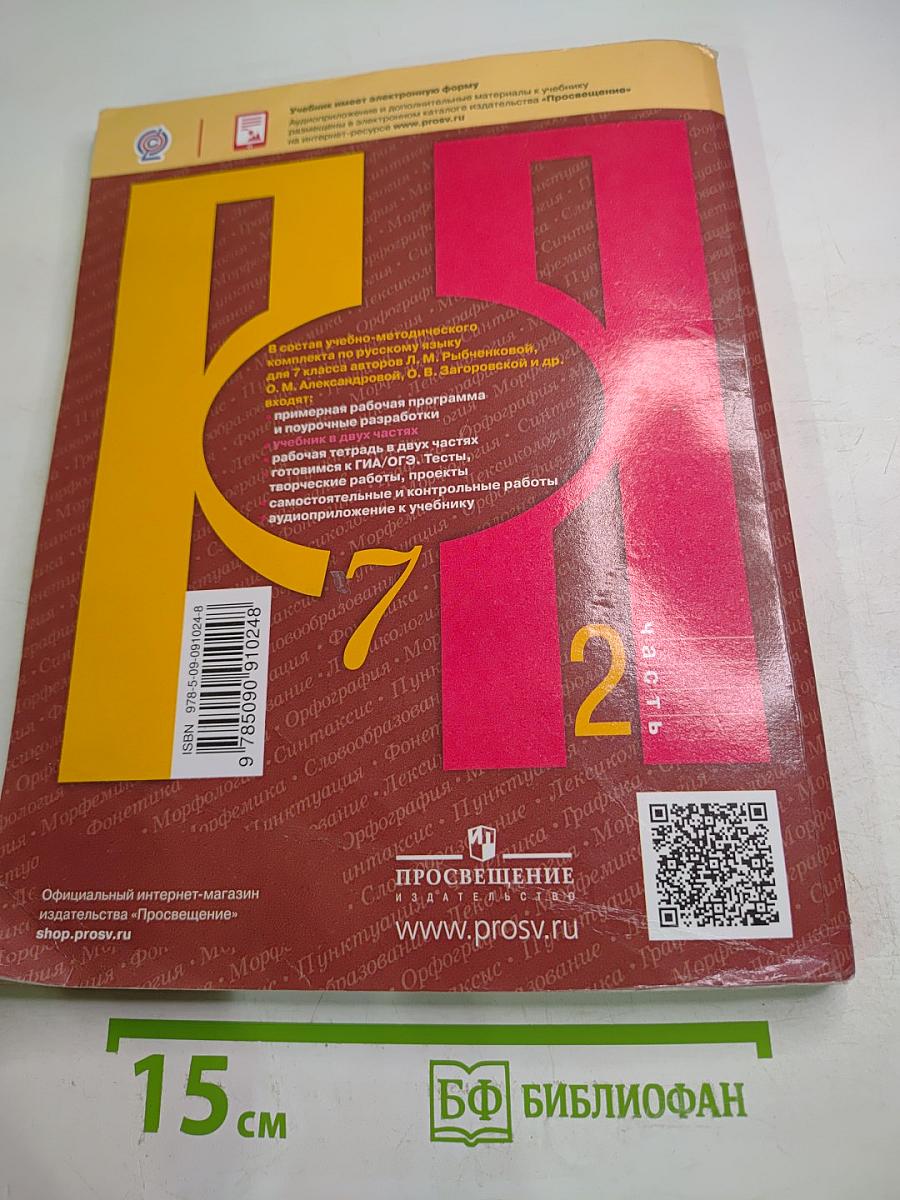 Учебник имеет электронную форму
Аудиоприложение и дополнительные материалы к учебнику
размещены в электронном каталоге издательства «Просвещение»
на интернет-ресурсе www.prosv.ru
РЯ
В состав учебно-методического
комплекта по русскому языку
для 7 класса авторов Л. М. Рыбченковой,
О. М. Александровой, О. В. Загоровской и др.
входят:
примерная рабочая программа
и поурочные разработки
учебник в двух частях
рабочая тетрадь в двух частях
готовимся к ГИА/ОГЭ. Тесты,
творческие работы, проекты
самостоятельные и контрольные работы
аудиоприложение к учебнику
7
2
часть
ISBN 978-5-09-091024-8
9 785090 910248
Официальный интернет-магазин
издательства «Просвещение»
shop.prosv.ru
ПРОСВЕЩЕНИЕ
ИЗДАТЕЛЬСТВО
www.prosv.ru
15 см
БФ БИБЛИОФАН